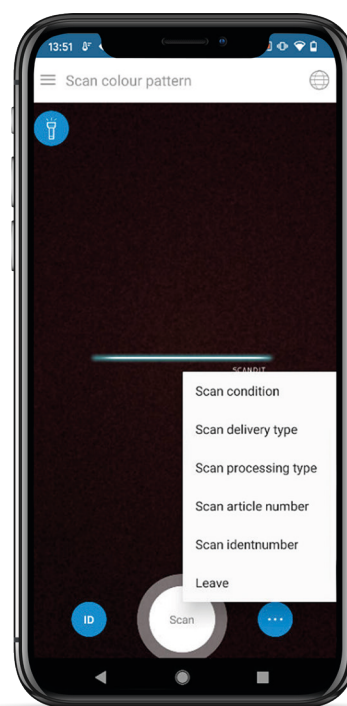 13:51
Scan colour pattern
SCANDIT
Scan condition
Scan delivery type
Scan processing type
Scan article number
Scan identnumber
Leave
ID
Scan